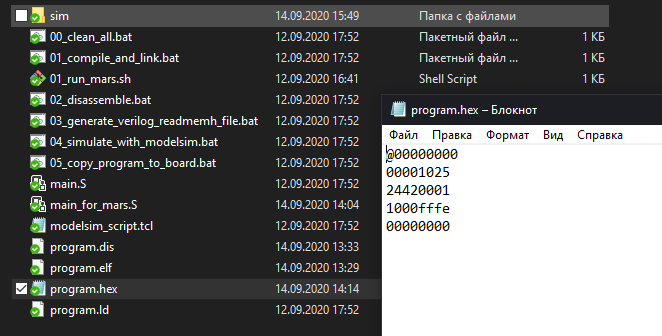 sim 14.09.2020 15:49 Папка с файлами
00_clean_all.bat 12.09.2020 17:52 Пакетный файл ... 1 КБ
01_compile_and_link.bat 12.09.2020 17:52 Пакетный файл ... 1 КБ
01_run_mars.sh 12.09.2020 16:41 Shell Script 1 КБ
02_disassemble.bat 12.09.2020 17:52
03_generate_verilog_readmemh_file.bat 12.09.2020 17:52
04_simulate_with_modelsim.bat 12.09.2020 17:52
05_copy_program_to_board.bat 12.09.2020 17:52
main.S 12.09.2020 17:52
main_for_mars.S 14.09.2020 14:04
modelsim_script.tcl 12.09.2020 17:52
program.dis 14.09.2020 13:33
program.elf 14.09.2020 13:29
program.hex 14.09.2020 14:14
program.ld 12.09.2020 17:52
program.hex – Блокнот
Файл Правка Формат Вид Справка
@00000000
00001025
24420001
1000fffe
00000000